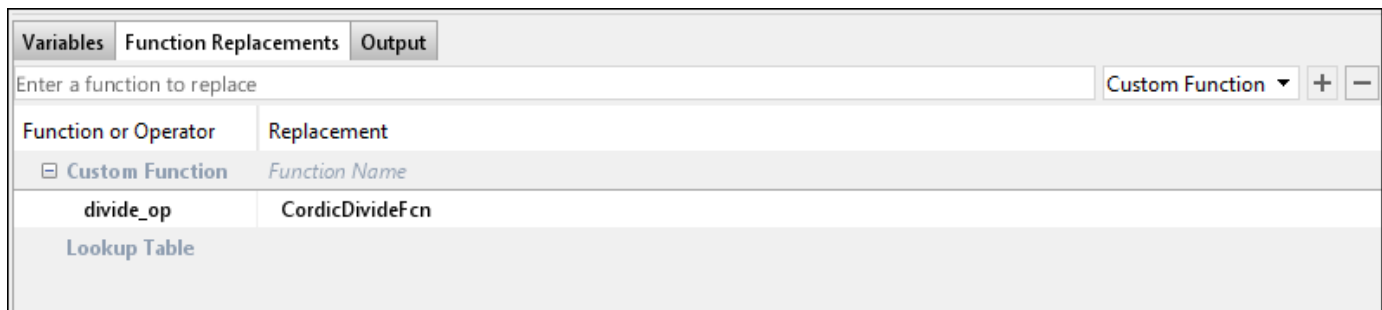 Variables Function Replacements Output
Enter a function to replace Custom Function
Function or Operator Replacement
Custom Function Function Name
divide_op CordicDivideFcn
Lookup Table